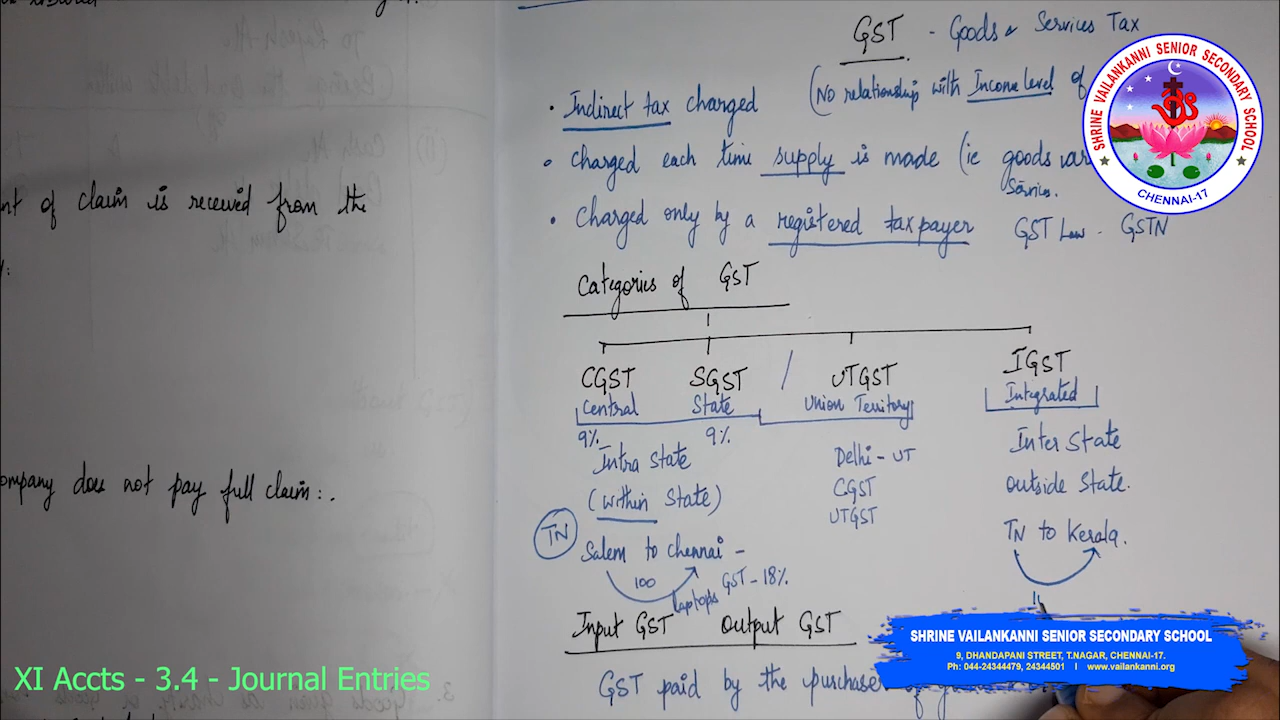 GST - Goods & Services Tax
(No relationship with Income level of
• Indirect tax charged
• Charged each time supply is made (ie goods
Services.
• Charged only by a registered taxpayer GST Law - GSTN
Categories of GST
CGST SGST / UTGST IGST
Central State Union Territory Integrated
9% 9%
Intra State Delhi - UT Inter State
(within State) CGST outside State.
UTGST
TN
Salem to Chennai - TN to Kerala.
100 laptops GST - 18%
Input GST Output GST
GST paid by the purchaser of
nt of claim is received from the
ompany does not pay full claim:.
XI Accts - 3.4 - Journal Entries
SHRINE VAILANKANNI SENIOR SECONDARY SCHOOL
CHENNAI-17
SHRINE VAILANKANNI SENIOR SECONDARY SCHOOL
9, DHANDAPANI STREET, T.NAGAR, CHENNAI-17.
Ph: 044-24344479, 24344501 I www.vailankanni.org